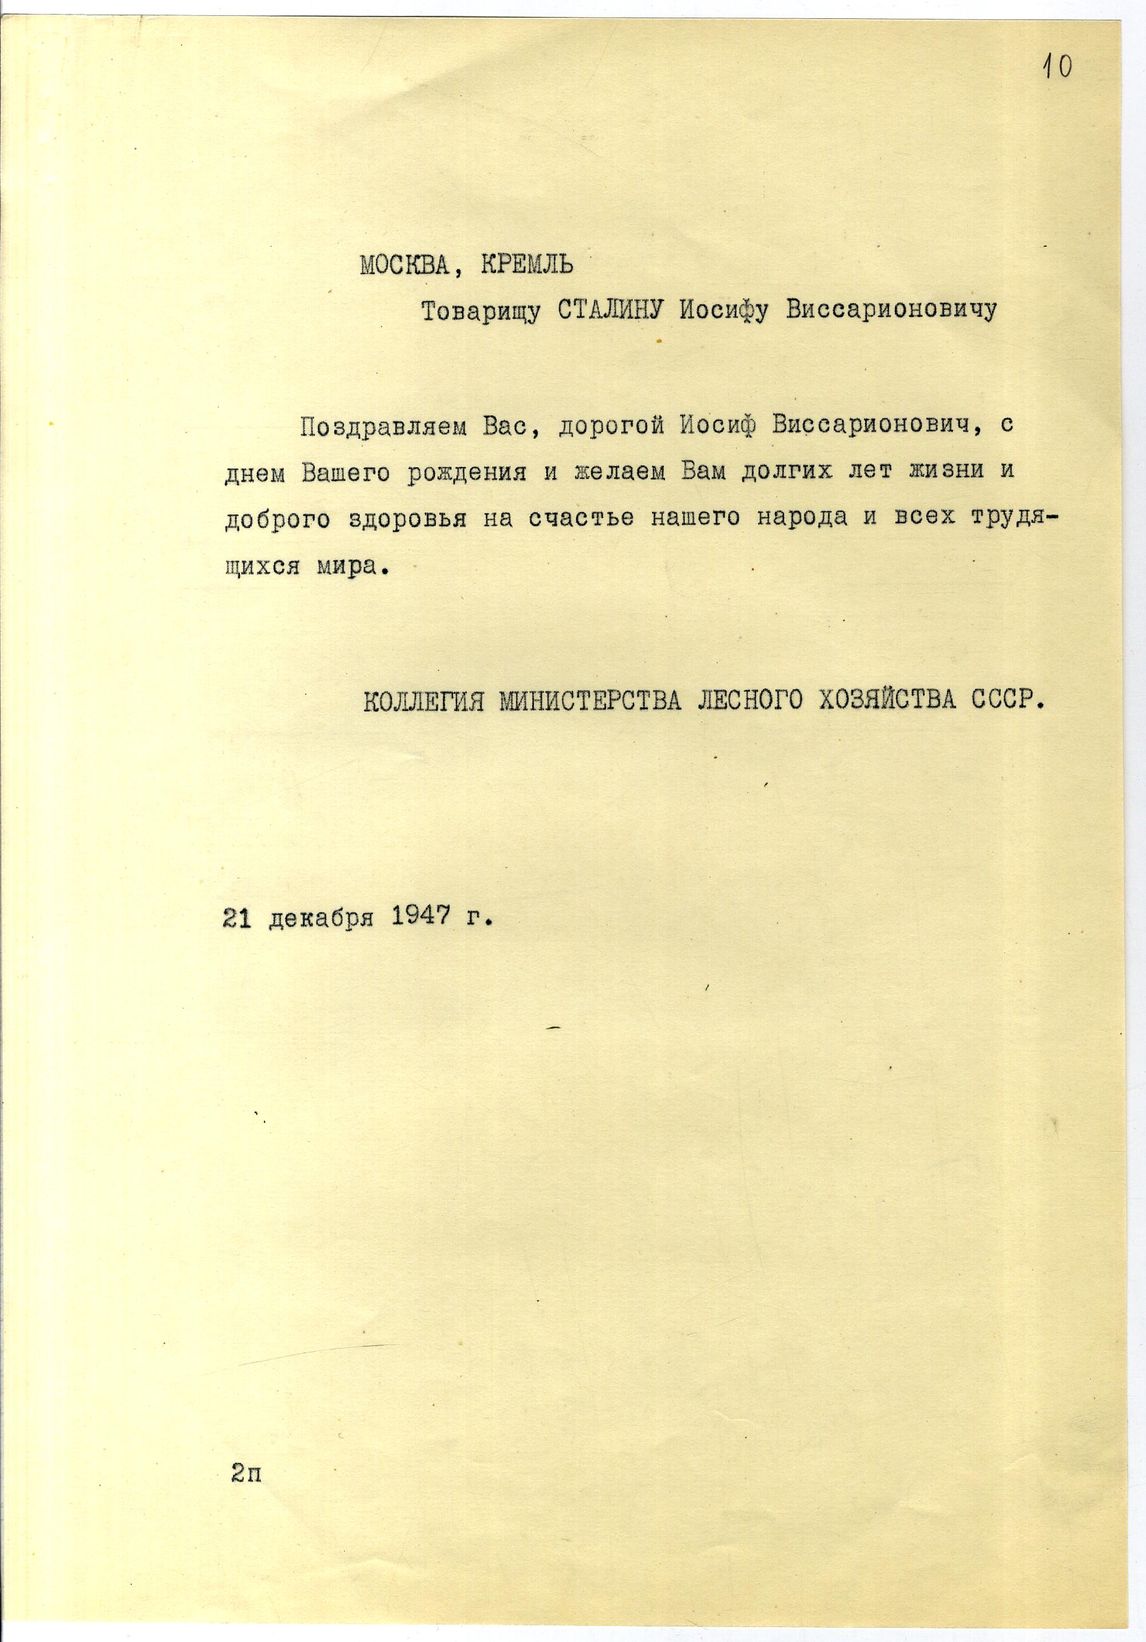 10
МОСКВА, КРЕМЛЬ
Товарищу СТАЛИНУ Иосифу Виссарионовичу
Поздравляем Вас, дорогой Иосиф Виссарионович, с
днем Вашего рождения и желаем Вам долгих лет жизни и
доброго здоровья на счастье нашего народа и всех трудя-
щихся мира.
КОЛЛЕГИЯ МИНИСТЕРСТВА ЛЕСНОГО ХОЗЯЙСТВА СССР.
21 декабря 1947 г.
2п